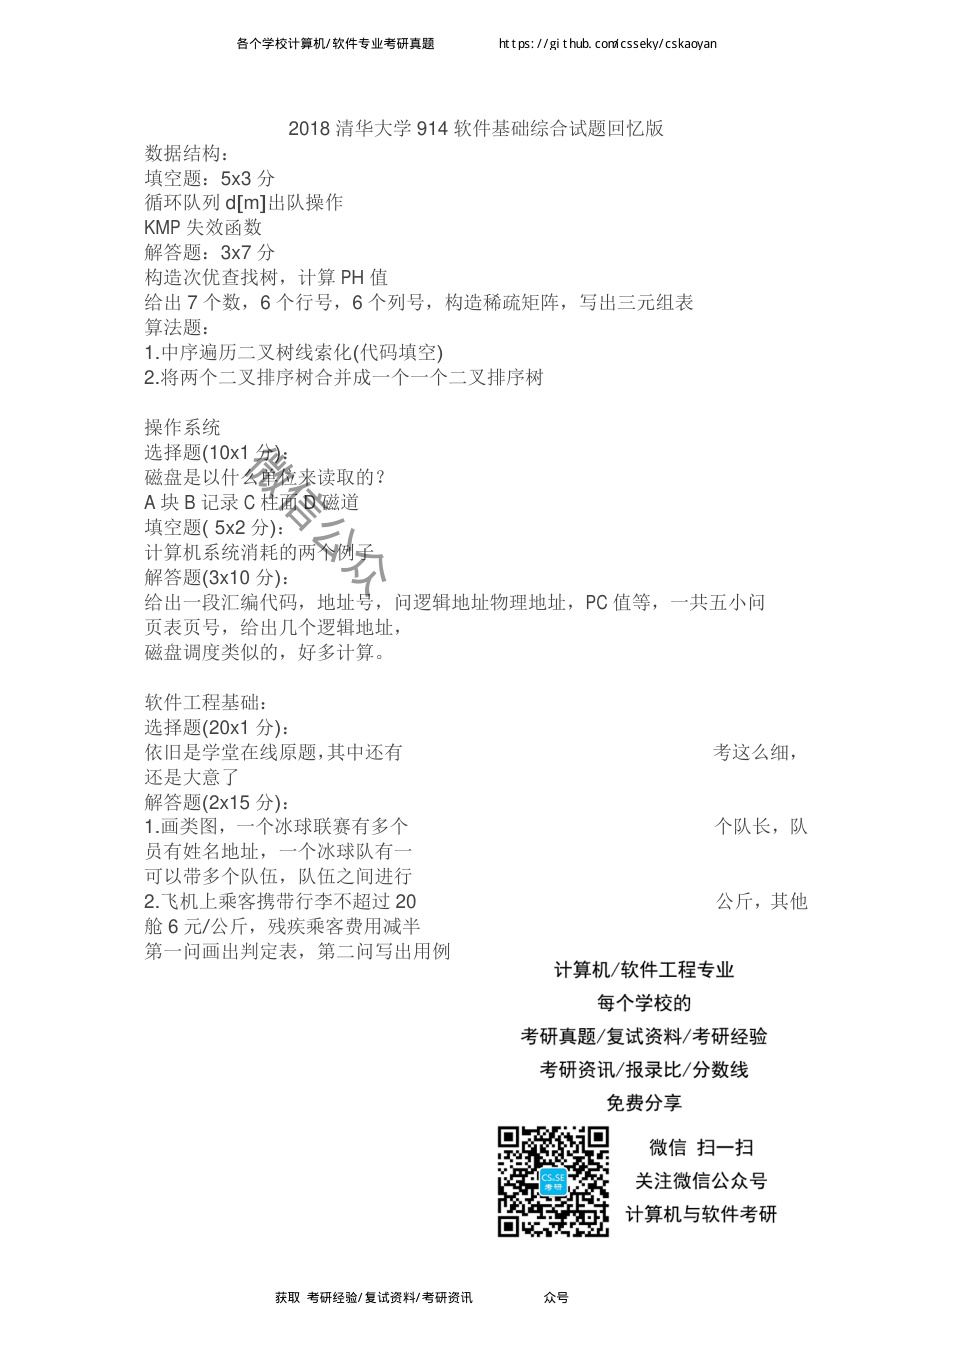 各个学校计算机/软件专业考研真题 https://github.com/csseky/cskaoyan
2018 清华大学 914 软件基础综合试题回忆版
数据结构：
填空题：5x3 分
循环队列 d[m]出队操作
KMP 失效函数
解答题：3x7 分
构造次优查找树，计算 PH 值
给出 7 个数，6 个行号，6 个列号，构造稀疏矩阵，写出三元组表
算法题：
1.中序遍历二叉树线索化(代码填空)
2.将两个二叉排序树合并成一个一个二叉排序树
操作系统
选择题(10x1 分)：
磁盘是以什么单位来读取的？
A 块 B 记录 C 柱面 D 磁道
填空题( 5x2 分)：
计算机系统消耗的两个例子
解答题(3x10 分)：
给出一段汇编代码，地址号，问逻辑地址物理地址，PC 值等，一共五小问
页表页号，给出几个逻辑地址，
磁盘调度类似的，好多计算。
微信公众
软件工程基础：
选择题(20x1 分)：
依旧是学堂在线原题，其中还有 考这么细，
还是大意了
解答题(2x15 分)：
1.画类图，一个冰球联赛有多个 个队长，队
员有姓名地址，一个冰球队有一
可以带多个队伍，队伍之间进行
2.飞机上乘客携带行李不超过 20 公斤，其他
舱 6 元/公斤，残疾乘客费用减半
第一问画出判定表，第二问写出用例
计算机/软件工程专业
每个学校的
考研真题/复试资料/考研经验
考研资讯/报录比/分数线
免费分享
CS&SE
考研
微信 扫一扫
关注微信公众号
计算机与软件考研
获取 考研经验/复试资料/考研资讯 众号